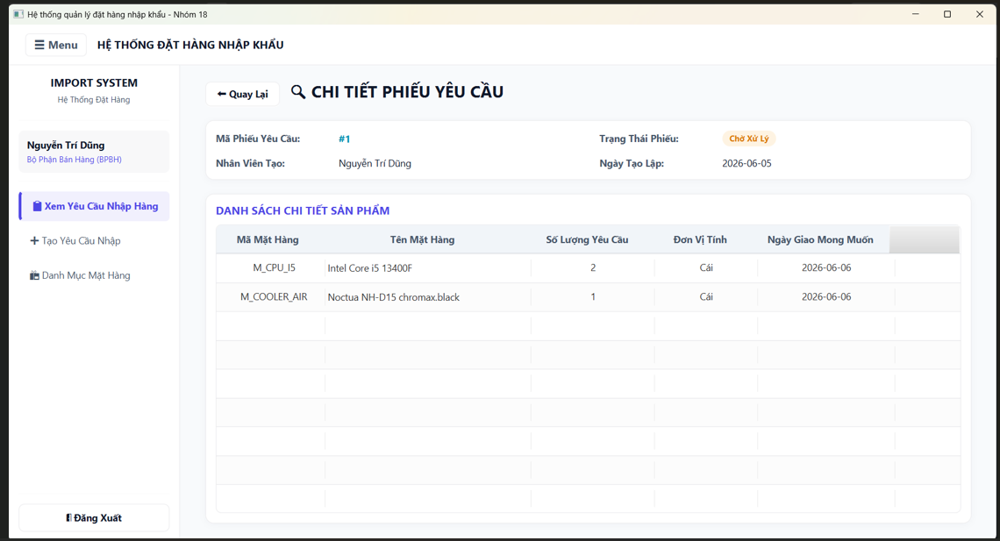 Hệ thống quản lý đặt hàng nhập khẩu - Nhóm 18
Menu
HỆ THỐNG ĐẶT HÀNG NHẬP KHẨU
IMPORT SYSTEM
Hệ Thống Đặt Hàng
Nguyễn Trí Dũng
Bộ Phận Bán Hàng (BPBH)
Xem Yêu Cầu Nhập Hàng
Tạo Yêu Cầu Nhập
Danh Mục Mặt Hàng
Đăng Xuất
Quay Lại
CHI TIẾT PHIẾU YÊU CẦU
Mã Phiếu Yêu Cầu: #1 Trạng Thái Phiếu: Chờ Xử Lý
Nhân Viên Tạo: Nguyễn Trí Dũng Ngày Tạo Lập: 2026-06-05
DANH SÁCH CHI TIẾT SẢN PHẨM
Mã Mặt Hàng Tên Mặt Hàng Số Lượng Yêu Cầu Đơn Vị Tính Ngày Giao Mong Muốn
M_CPU_I5 Intel Core i5 13400F 2 Cái 2026-06-06
M_COOLER_AIR Noctua NH-D15 chromax.black 1 Cái 2026-06-06